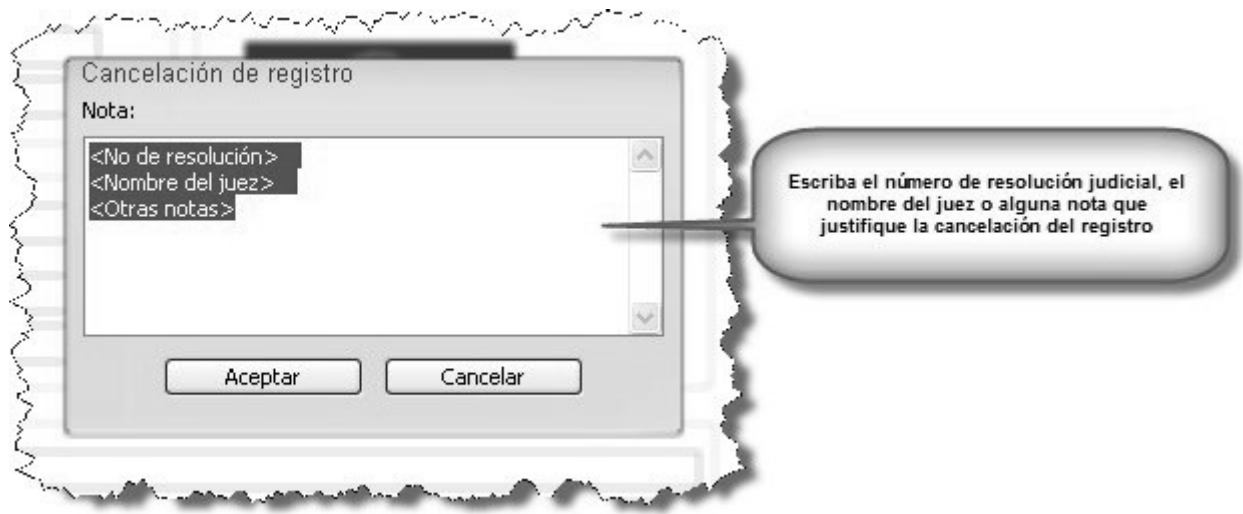 Cancelación de registro
Nota:
<No de resolución>
<Nombre del juez>
<Otras notas>
Aceptar
Cancelar
Escriba el número de resolución judicial, el
nombre del juez o alguna nota que
justifique la cancelación del registro